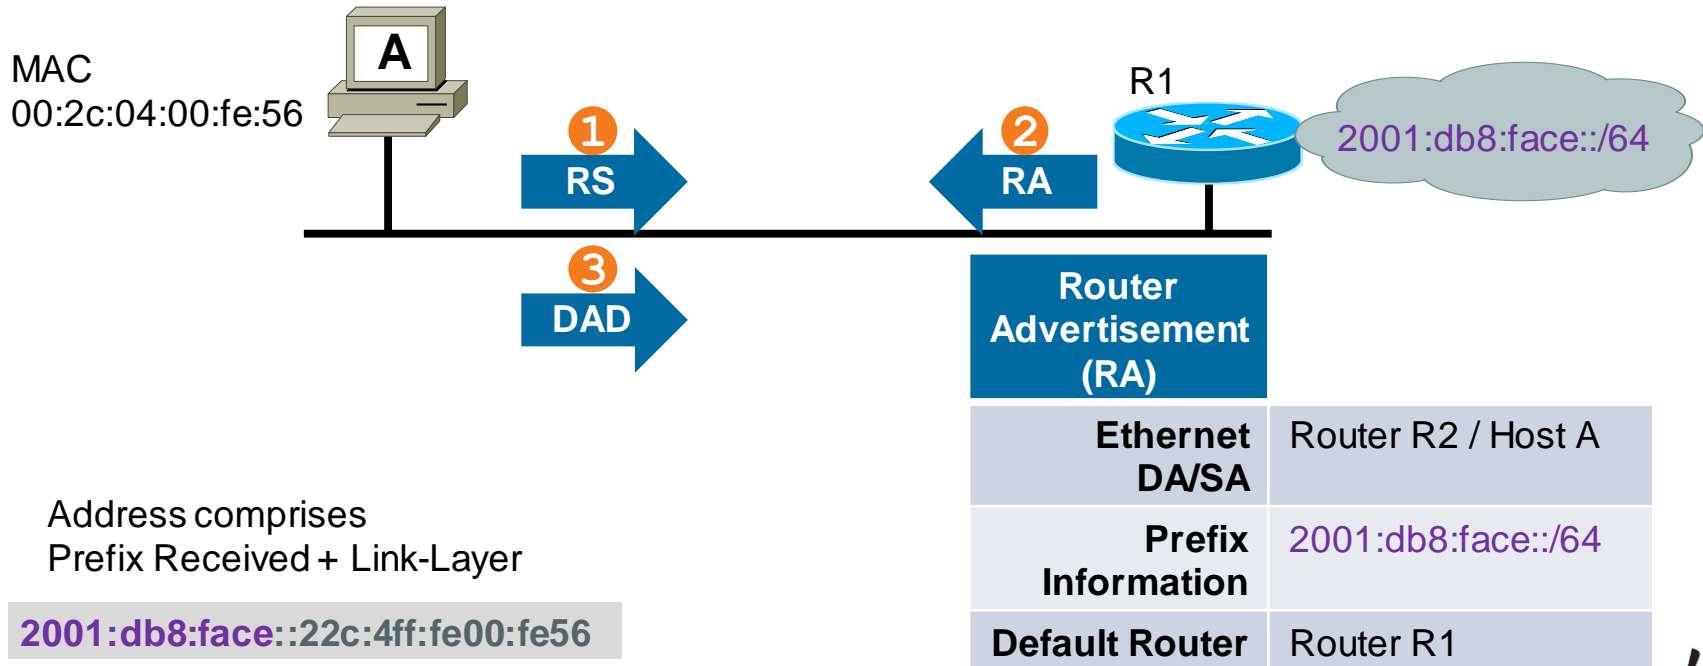 MAC
00:2c:04:00:fe:56
A
R1
2001:db8:face::/64
1
RS
2
RA
3
DAD
Router
Advertisement
(RA)
Ethernet
DA/SA
Router R2 / Host A
Prefix
Information
2001:db8:face::/64
Default Router
Router R1
Address comprises
Prefix Received + Link-Layer
2001:db8:face::22c:4ff:fe00:fe56